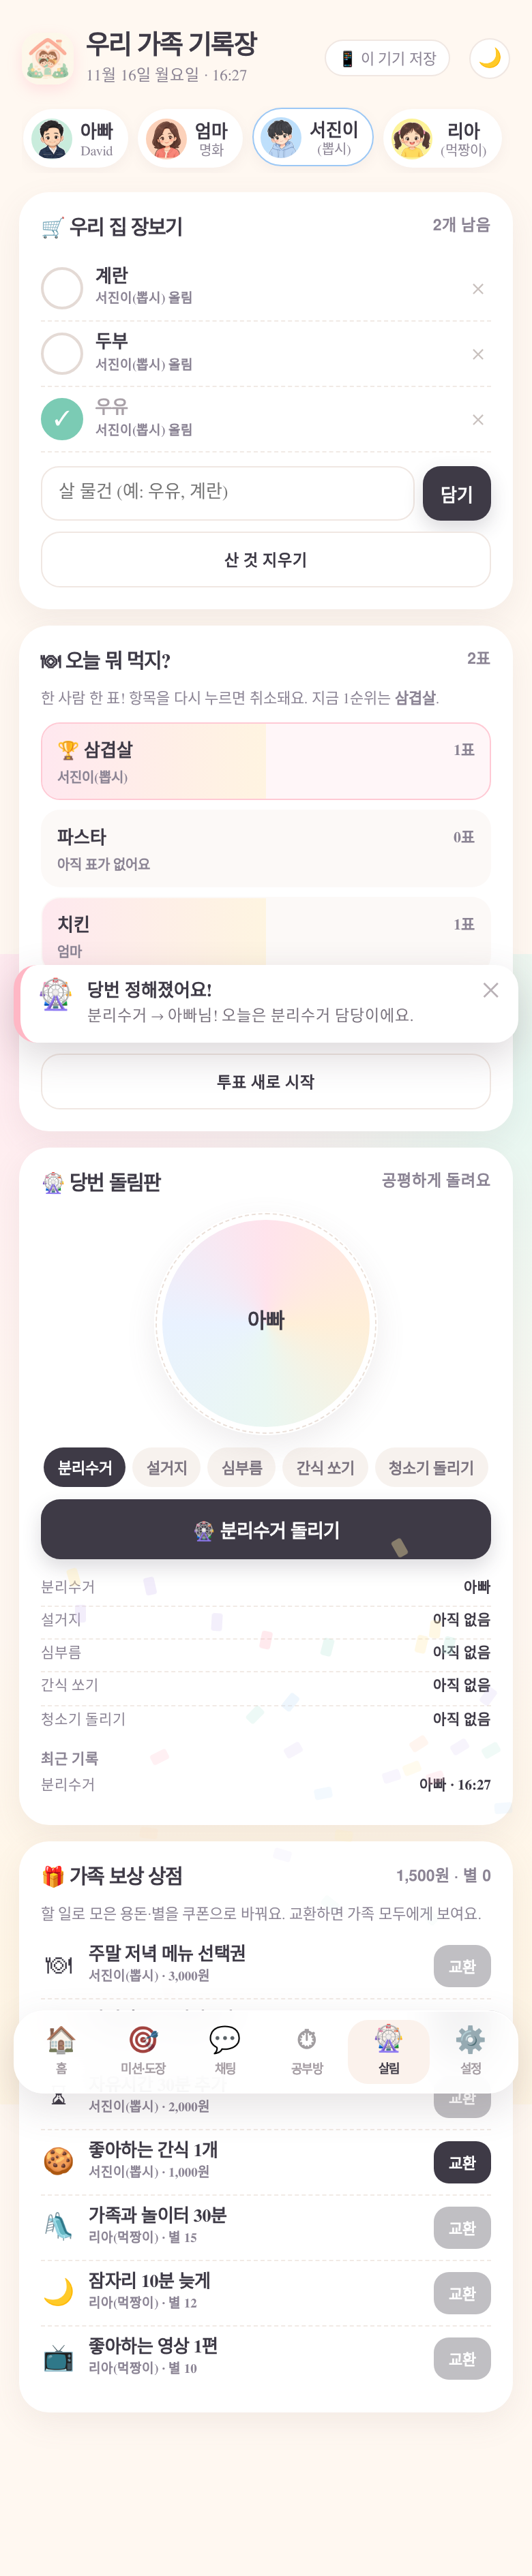 우리 가족 기록장
11월 16일 월요일 · 16:27
이 기기 저장
아빠
David
엄마
명화
서진이
(뽑시)
리아
(먹짱이)
우리 집 장보기
2개 남음
계란
서진이(뽑시) 올림
×
두부
서진이(뽑시) 올림
×
우유
서진이(뽑시) 올림
×
살 물건 (예: 우유, 계란)
담기
산 것 지우기
오늘 뭐 먹지?
2표
한 사람 한 표! 항목을 다시 누르면 취소돼요. 지금 1순위는 삼겹살.
삼겹살
1표
서진이(뽑시)
파스타
0표
아직 표가 없어요
치킨
1표
엄마
당번 정해졌어요!
분리수거 → 아빠님! 오늘은 분리수거 담당이에요.
투표 새로 시작
당번 돌림판
공평하게 돌려요
아빠
분리수거
설거지
심부름
간식 쏘기
청소기 돌리기
분리수거 돌리기
분리수거
아빠
설거지
아직 없음
심부름
아직 없음
간식 쏘기
아직 없음
청소기 돌리기
아직 없음
최근 기록
분리수거
아빠 · 16:27
가족 보상 상점
1,500원 · 별 0
할 일로 모은 용돈·별을 쿠폰으로 바꿔요. 교환하면 가족 모두에게 보여요.
주말 저녁 메뉴 선택권
서진이(뽑시) · 3,000원
교환
홈
미션·도장
채팅
공부방
살림
설정
서진이(뽑시) · 2,000원
교환
좋아하는 간식 1개
서진이(뽑시) · 1,000원
교환
가족과 놀이터 30분
리아(먹짱이) · 별 15
교환
잠자리 10분 늦게
리아(먹짱이) · 별 12
교환
좋아하는 영상 1편
리아(먹짱이) · 별 10
교환